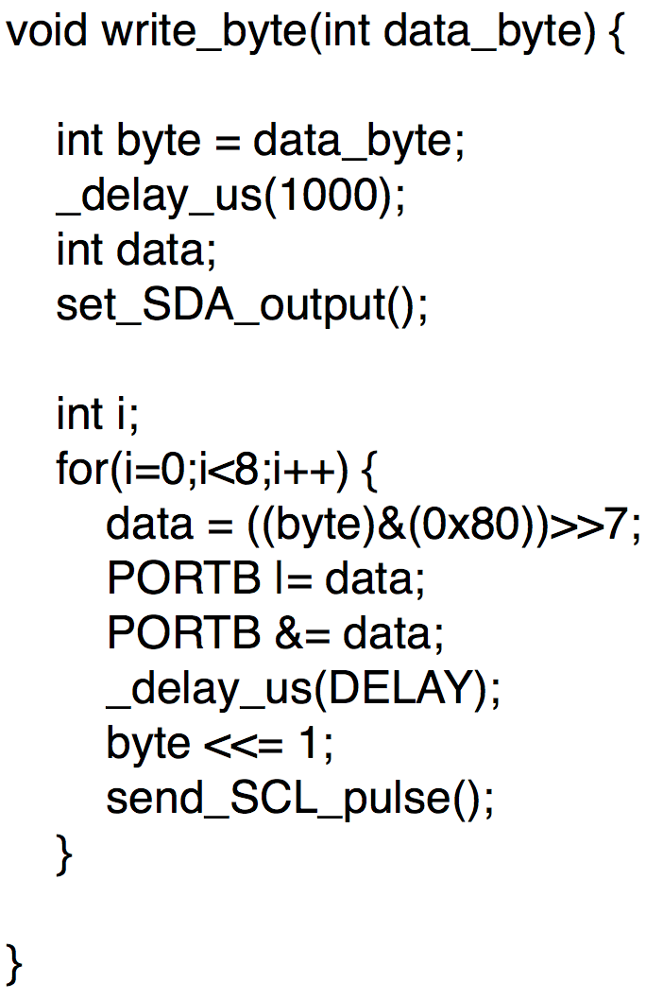 void write_byte(int data_byte) {
int byte = data_byte;
_delay_us(1000);
int data;
set_SDA_output();
int i;
for(i=0;i<8;i++) {
data = ((byte)&(0x80))>>7;
PORTB |= data;
PORTB &= data;
_delay_us(DELAY);
byte <<= 1;
send_SCL_pulse();
}
}